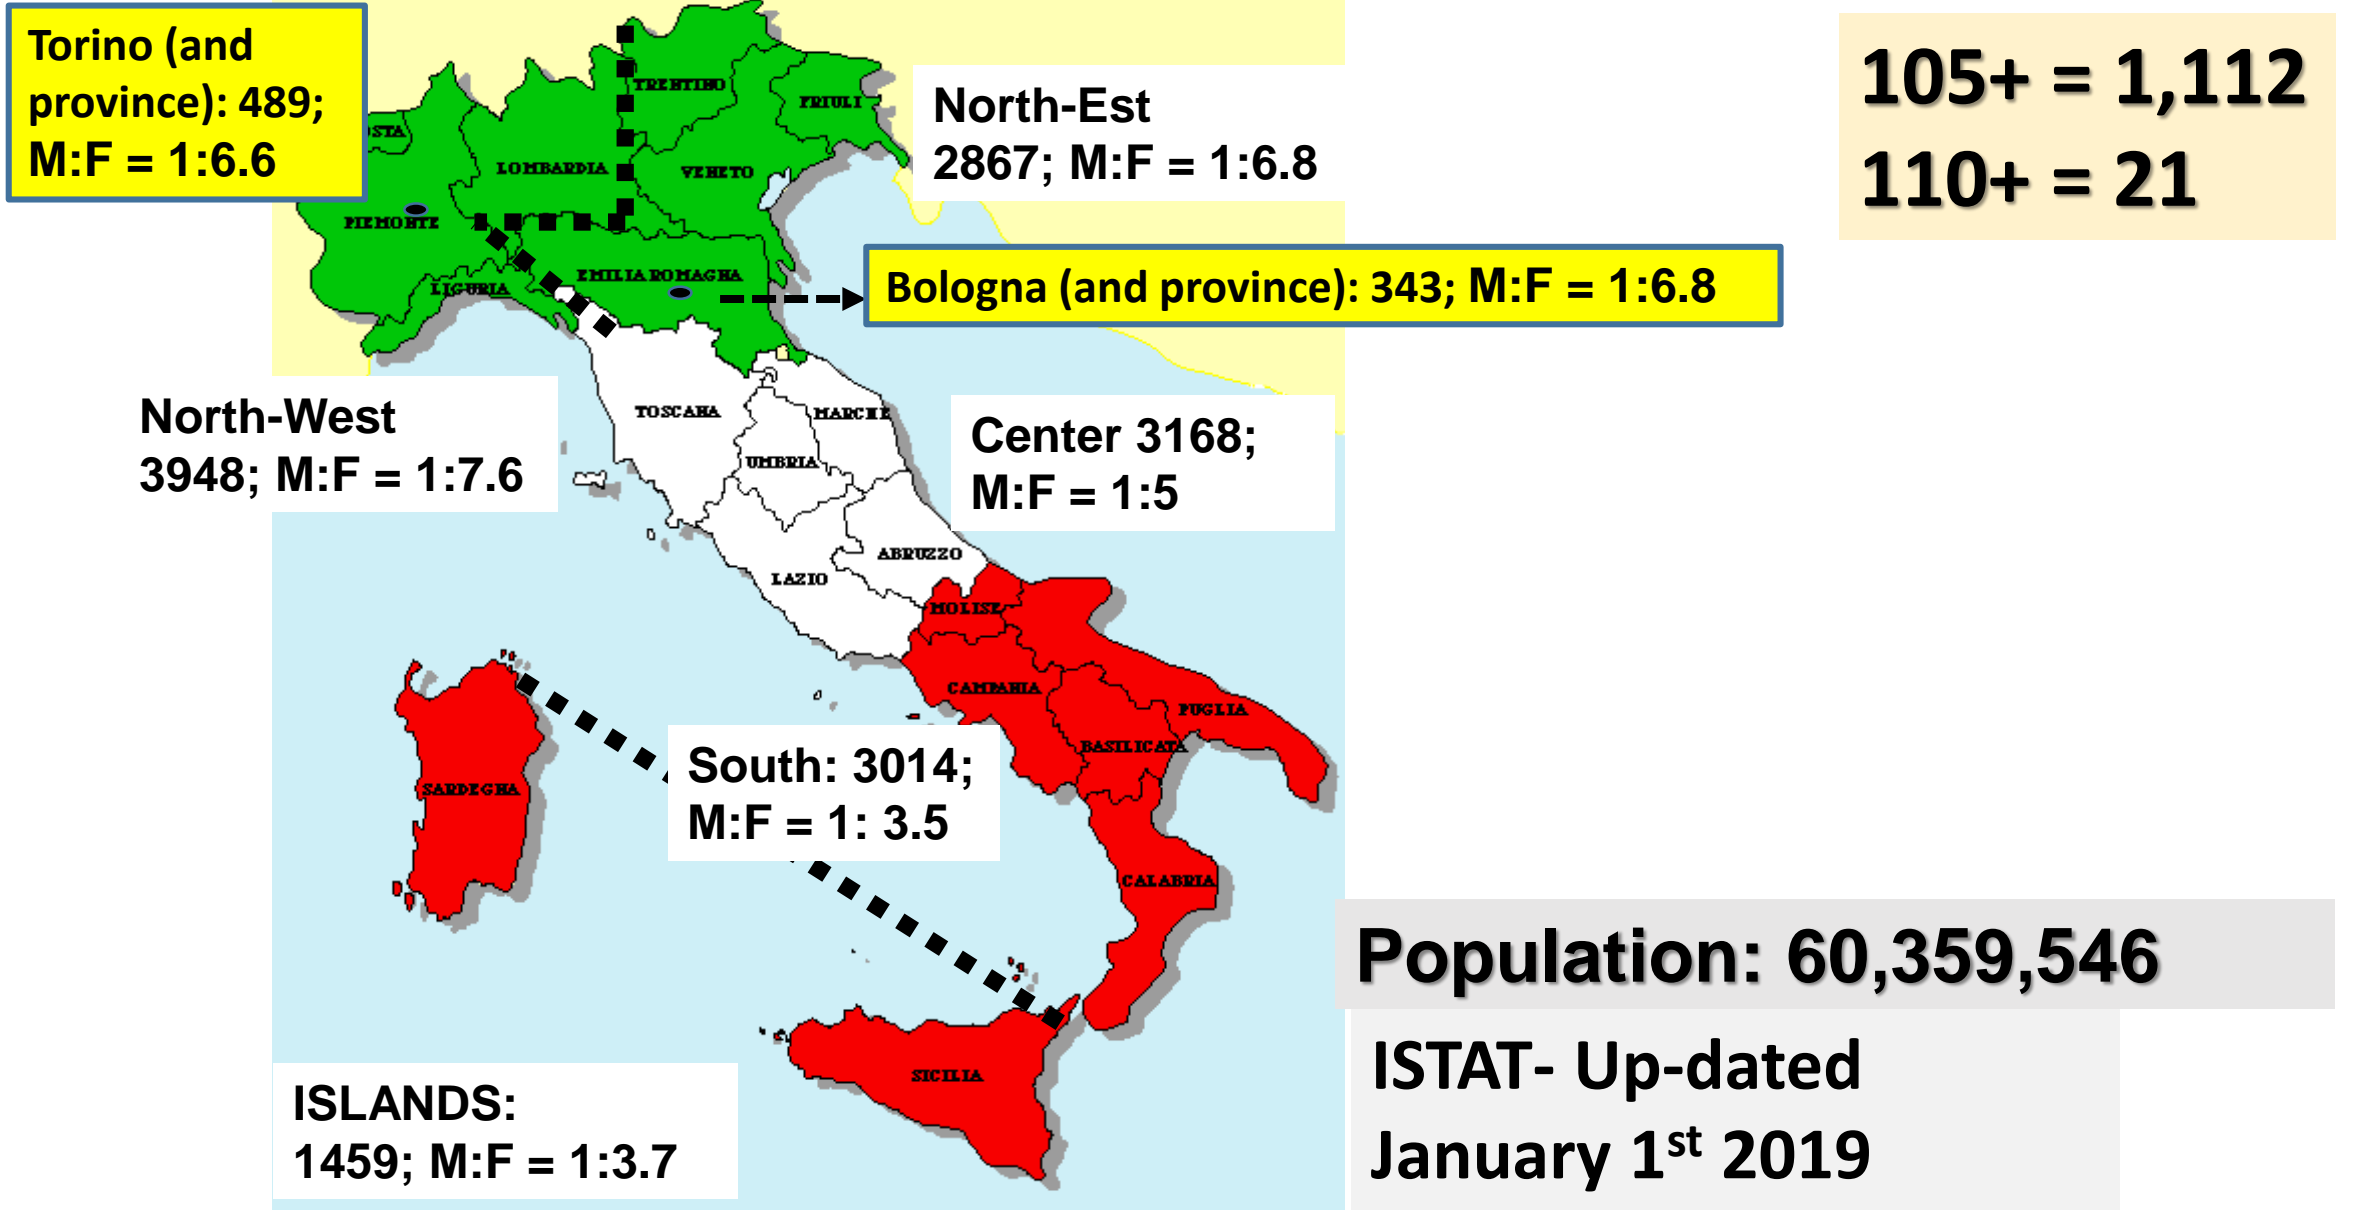 Torino (and
province): 489;
M:F = 1:6.6
105+ = 1,112
110+ = 21
North-Est
2867; M:F = 1:6.8
TRENTINO
FRIULI
OSTA
LOMBARDIA
VENETO
PIEMONTE
EMILIA ROMAGNA
LIGURIA
Bologna (and province): 343; M:F = 1:6.8
North-West
3948; M:F = 1:7.6
TOSCANA
MARCHE
UMBRIA
Center 3168;
M:F = 1:5
ABRUZZO
LAZIO
MOLISE
CAMPANIA
PUGLIA
BASILICATA
South: 3014;
M:F = 1: 3.5
SARDEGNA
CALABRIA
Population: 60,359,546
ISTAT- Up-dated
January 1st 2019
SICILIA
ISLANDS:
1459; M:F = 1:3.7